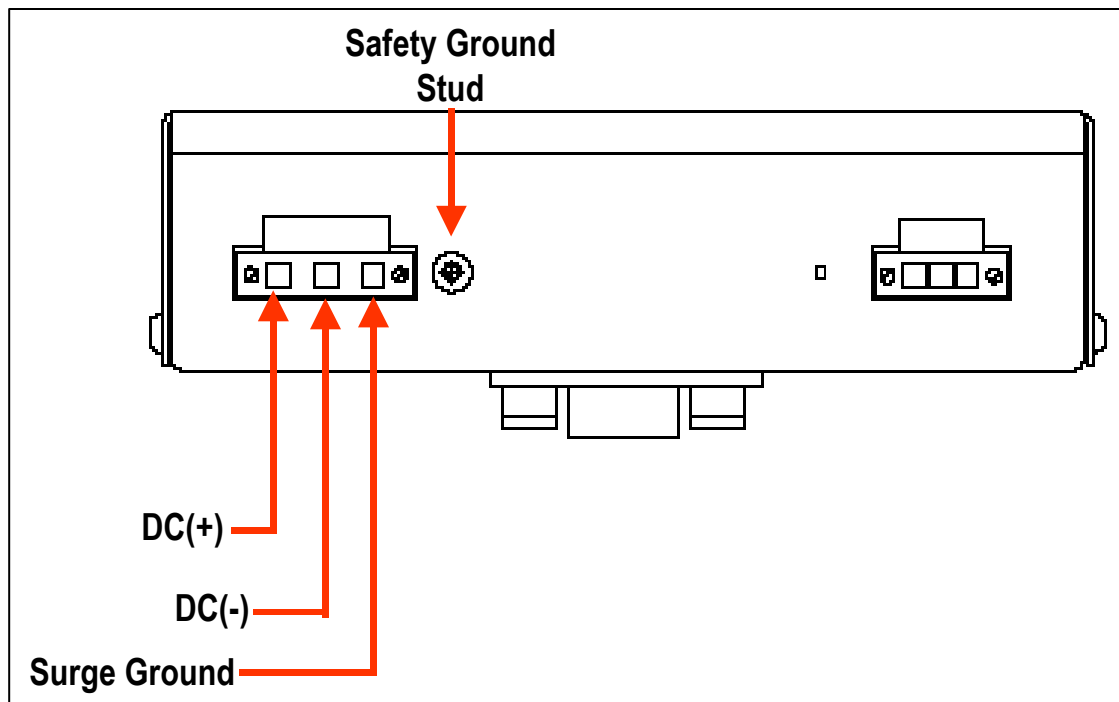 Safety Ground
Stud
DC(+)
DC(-)
Surge Ground